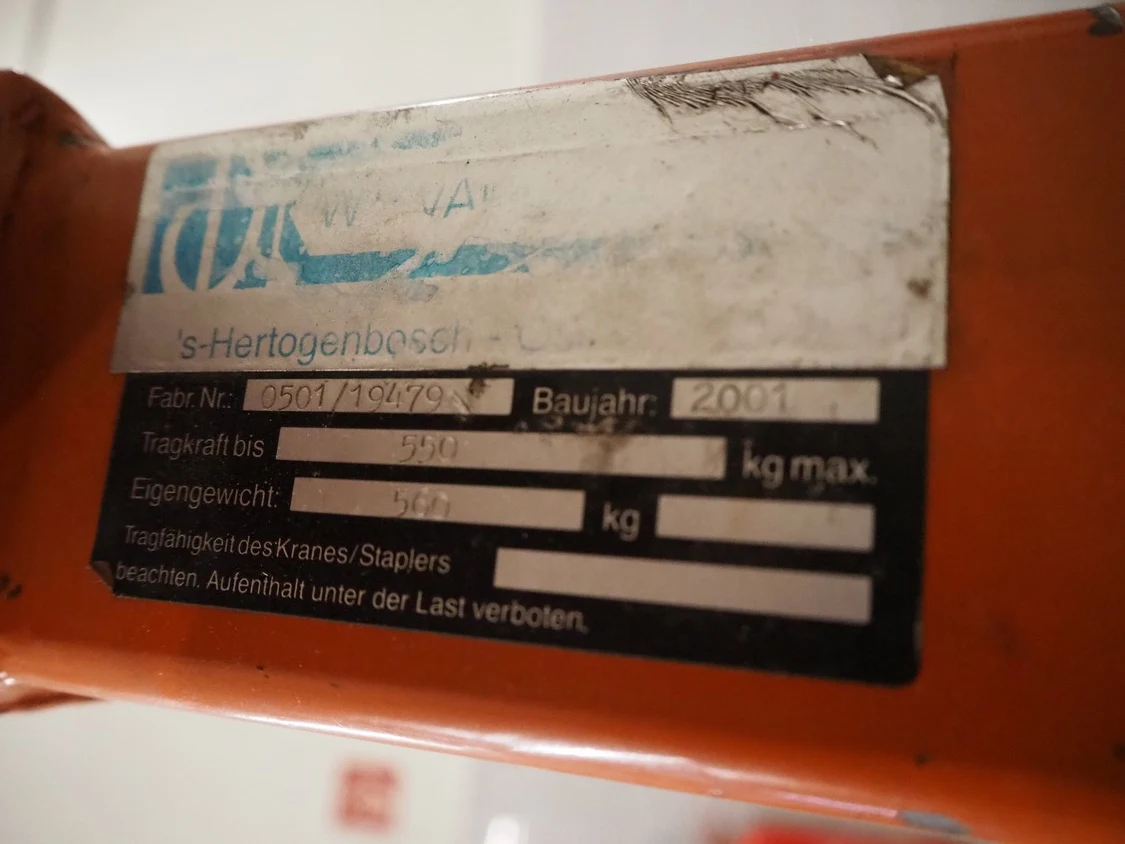 's-Hertogenbosch -
Fabr. Nr.: 0501/19479 Baujahr: 2001
Tragkraft bis 550 kg max.
Eigengewicht: kg
Tragfähigkeit des Kranes/Staplers
beachten. Aufenthalt unter der Last verboten.